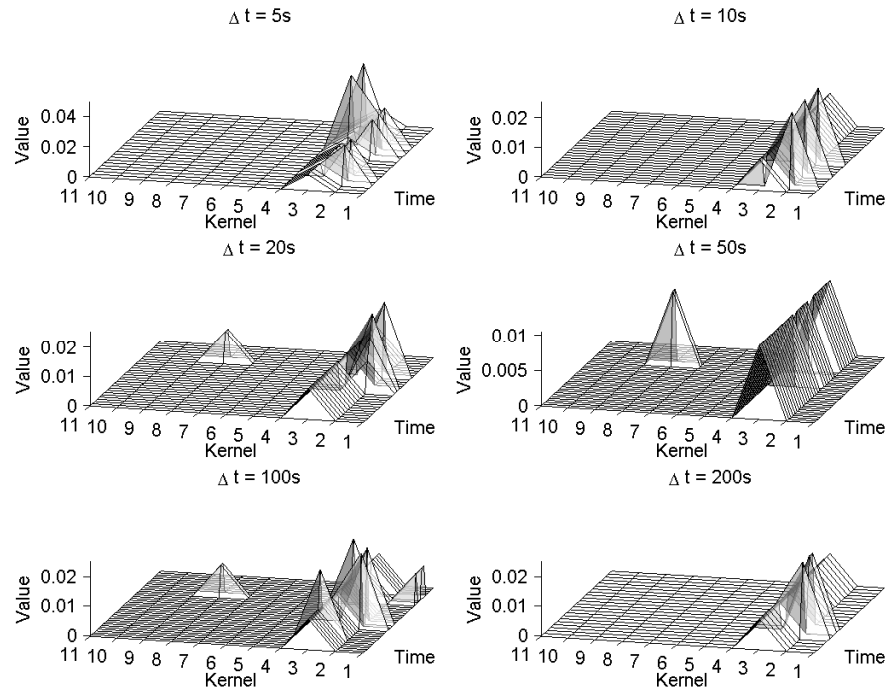 Δ t = 5s
0.04
0.02
0
Value
11 10 9 8 7 6 5 4 3 2 1
Kernel
Time
Δ t = 10s
0.02
0.01
0
Value
11 10 9 8 7 6 5 4 3 2 1
Kernel
Time
Δ t = 20s
0.02
0.01
0
Value
11 10 9 8 7 6 5 4 3 2 1
Kernel
Time
Δ t = 50s
0.01
0.005
0
Value
11 10 9 8 7 6 5 4 3 2 1
Kernel
Time
Δ t = 100s
0.02
0.01
0
Value
11 10 9 8 7 6 5 4 3 2 1
Kernel
Time
Δ t = 200s
0.02
0.01
0
Value
11 10 9 8 7 6 5 4 3 2 1
Kernel
Time